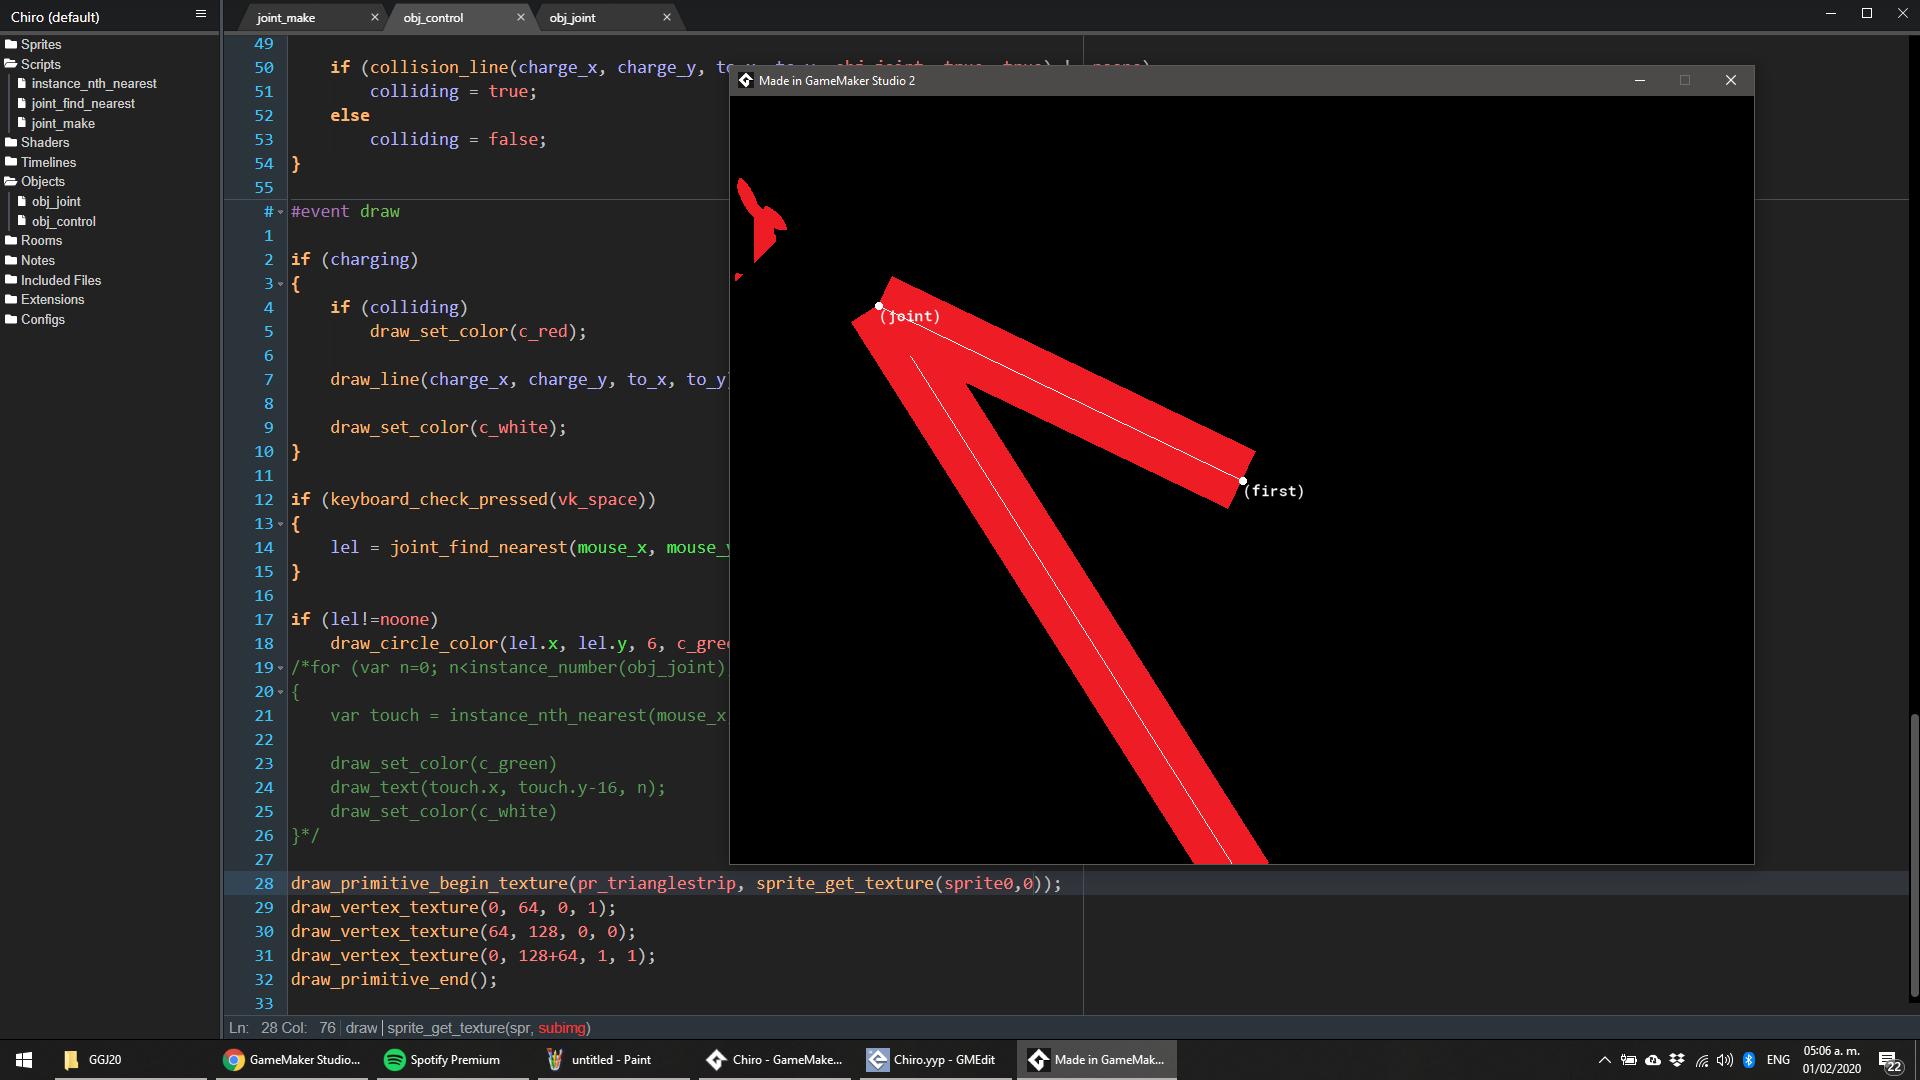 Chiro (default)
joint_make
obj_control
obj_joint
Sprites
Scripts
instance_nth_nearest
joint_find_nearest
joint_make
Shaders
Timelines
Objects
obj_joint
obj_control
Rooms
Notes
Included Files
Extensions
Configs
49
50 if (collision_line(charge_x, charge_y,
51 colliding = true;
52 else
53 colliding = false;
54 }
55
# #event draw
1
2 if (charging)
3 {
4 if (colliding)
5 draw_set_color(c_red);
6
7 draw_line(charge_x, charge_y, to_x, to_y
8
9 draw_set_color(c_white);
10 }
11
12 if (keyboard_check_pressed(vk_space))
13 {
14 lel = joint_find_nearest(mouse_x, mouse_
15 }
16
17 if (lel!=noone)
18 draw_circle_color(lel.x, lel.y, 6, c_gre
19 /*for (var n=0; n<instance_number(obj_joint)
20 {
21 var touch = instance_nth_nearest(mouse_x
22
23 draw_set_color(c_green)
24 draw_text(touch.x, touch.y-16, n);
25 draw_set_color(c_white)
26 }*/
27
28 draw_primitive_begin_texture(pr_trianglestrip, sprite_get_texture(sprite0,0));
29 draw_vertex_texture(0, 64, 0, 1);
30 draw_vertex_texture(64, 128, 0, 0);
31 draw_vertex_texture(0, 128+64, 1, 1);
32 draw_primitive_end();
33
Made in GameMaker Studio 2
(joint)
(first)
Ln: 28 Col: 76 draw sprite_get_texture(spr, subimg)
GGJ20
GameMaker Studio...
Spotify Premium
untitled - Paint
Chiro - GameMake...
Chiro.yyp - GMEdit
Made in GameMak...
ENG
05:06 a. m.
01/02/2020
22